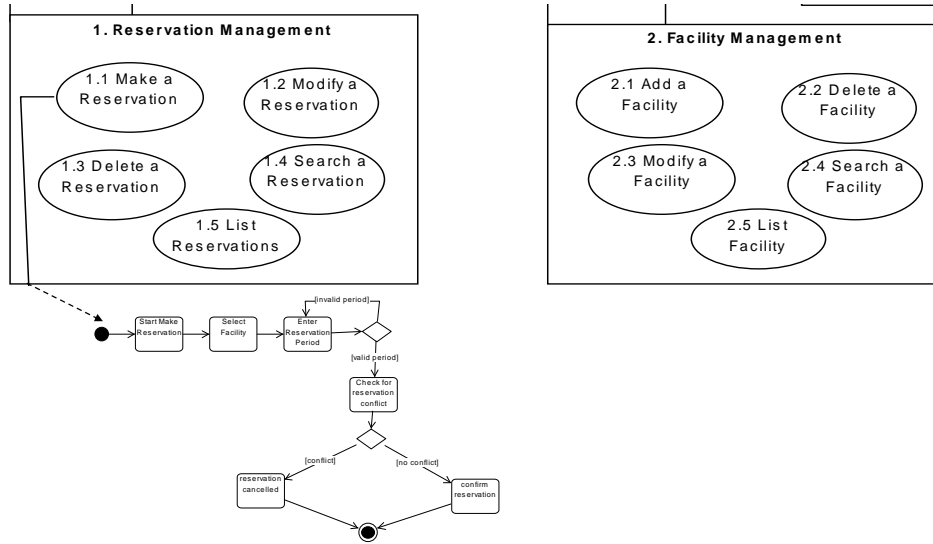 1. Reservation Management
1.1 Make a
Reservation
1.2 Modify a
Reservation
1.3 Delete a
Reservation
1.4 Search a
Reservation
1.5 List
Reservations
2. Facility Management
2.1 Add a
Facility
2.2 Delete a
Facility
2.3 Modify a
Facility
2.4 Search a
Facility
2.5 List
Facility
[invalid period]
Start Make
Reservation
Select
Facility
Enter
Reservation
Period
[valid period]
Check for
reservation
conflict
[conflict]
[no conflict]
reservation
cancelled
confirm
reservation